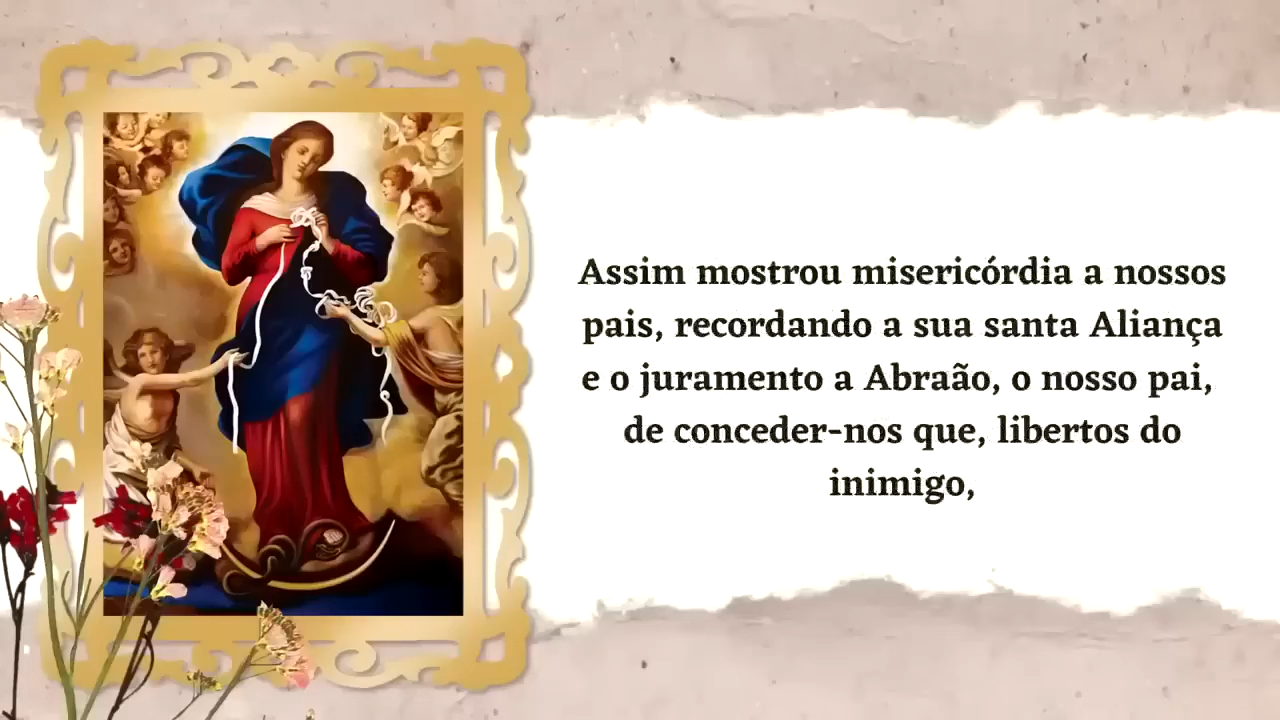 Assim mostrou misericórdia a nossos
pais, recordando a sua santa Aliança
e o juramento a Abraão, o nosso pai,
de conceder-nos que, libertos do
inimigo,